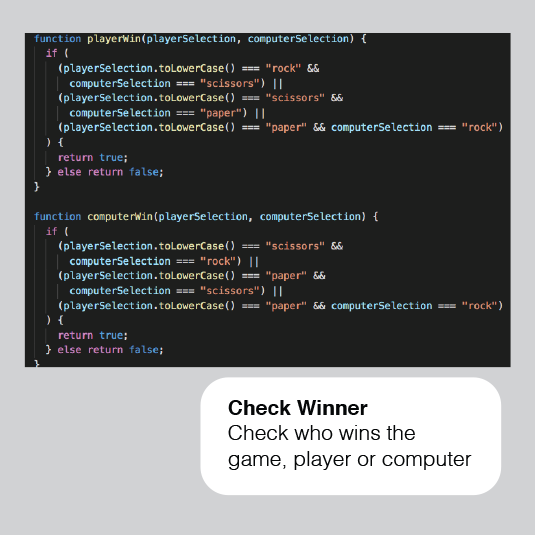 function playerWin(playerSelection, computerSelection) {
if (
(playerSelection.toLowerCase() === "rock" &&
computerSelection === "scissors") ||
(playerSelection.toLowerCase() === "scissors" &&
computerSelection === "paper") ||
(playerSelection.toLowerCase() === "paper" && computerSelection === "rock")
) {
return true;
} else return false;
}
function computerWin(playerSelection, computerSelection) {
if (
(playerSelection.toLowerCase() === "scissors" &&
computerSelection === "rock") ||
(playerSelection.toLowerCase() === "paper" &&
computerSelection === "scissors") ||
(playerSelection.toLowerCase() === "paper" && computerSelection === "rock")
) {
return true;
} else return false;
}
Check Winner
Check who wins the
game, player or computer